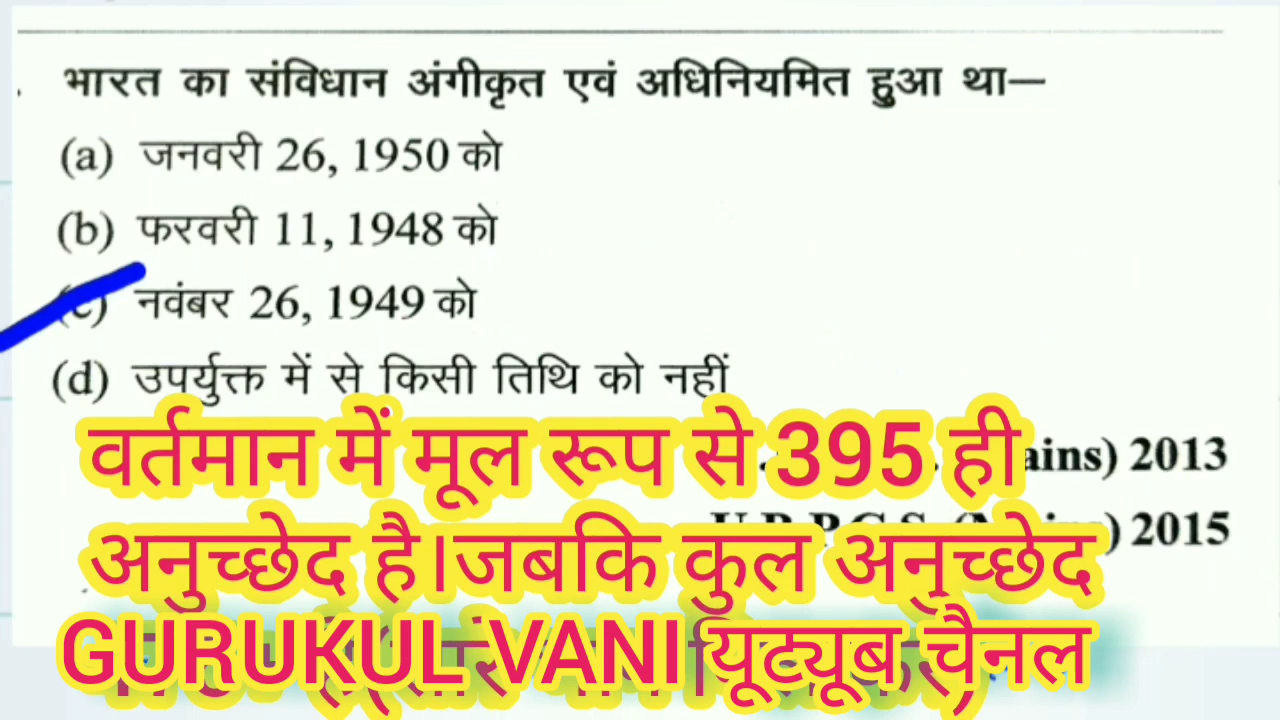 भारत का संविधान अंगीकृत एवं अधिनियमित हुआ था—
(a) जनवरी 26, 1950 को
(b) फरवरी 11, 1948 को
(c) नवंबर 26, 1949 को
(d) उपर्युक्त में से किसी तिथि को नहीं
वर्तमान में मूल रूप से 395 ही
ains) 2013
अनुच्छेद है।जबकि कुल अनुच्छेद
2015
GURUKUL VANI यूट्यूब चैनल